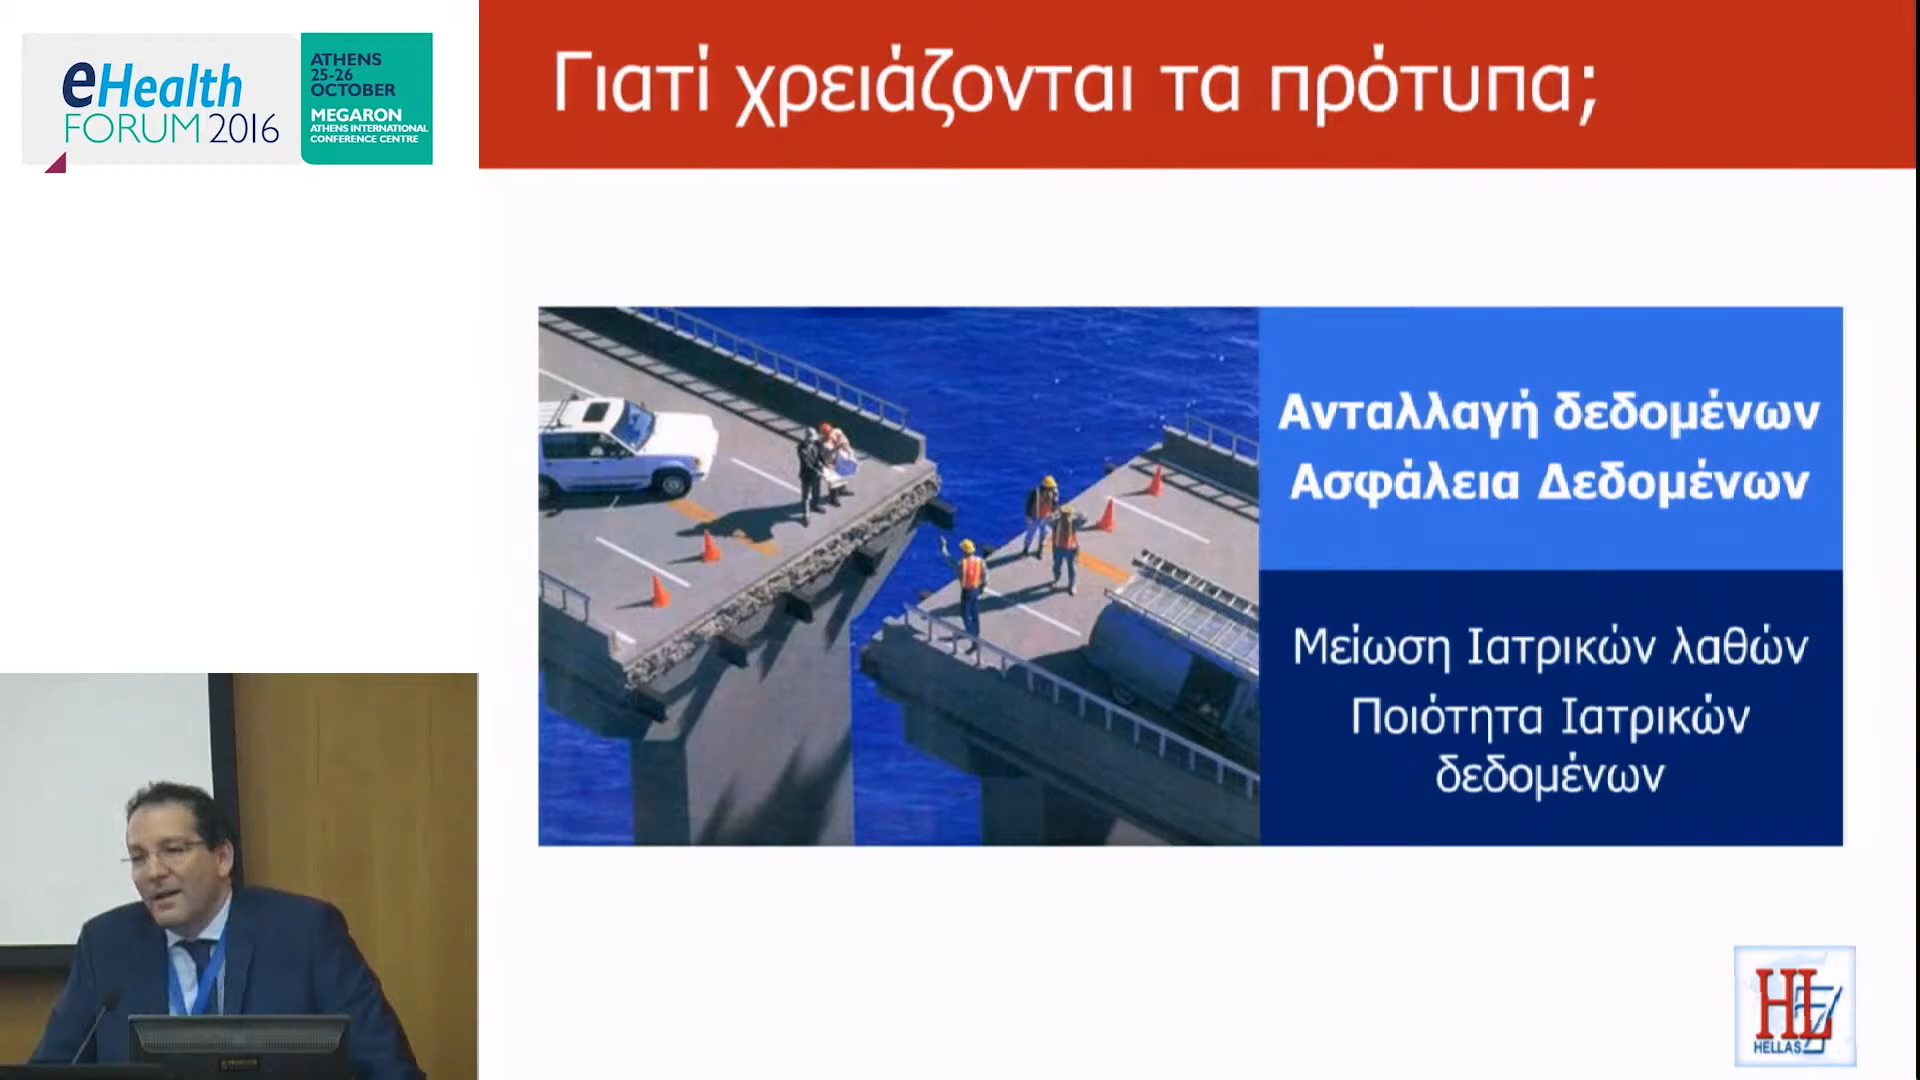 eHealth
FORUM 2016
ATHENS
25-26
OCTOBER
MEGARON
ATHENS INTERNATIONAL
CONFERENCE CENTRE
Γιατί χρειάζονται τα πρότυπα;
Ανταλλαγή δεδομένων
Ασφάλεια Δεδομένων
Μείωση Ιατρικών λαθών
Ποιότητα Ιατρικών
δεδομένων
HL7
HELLAS